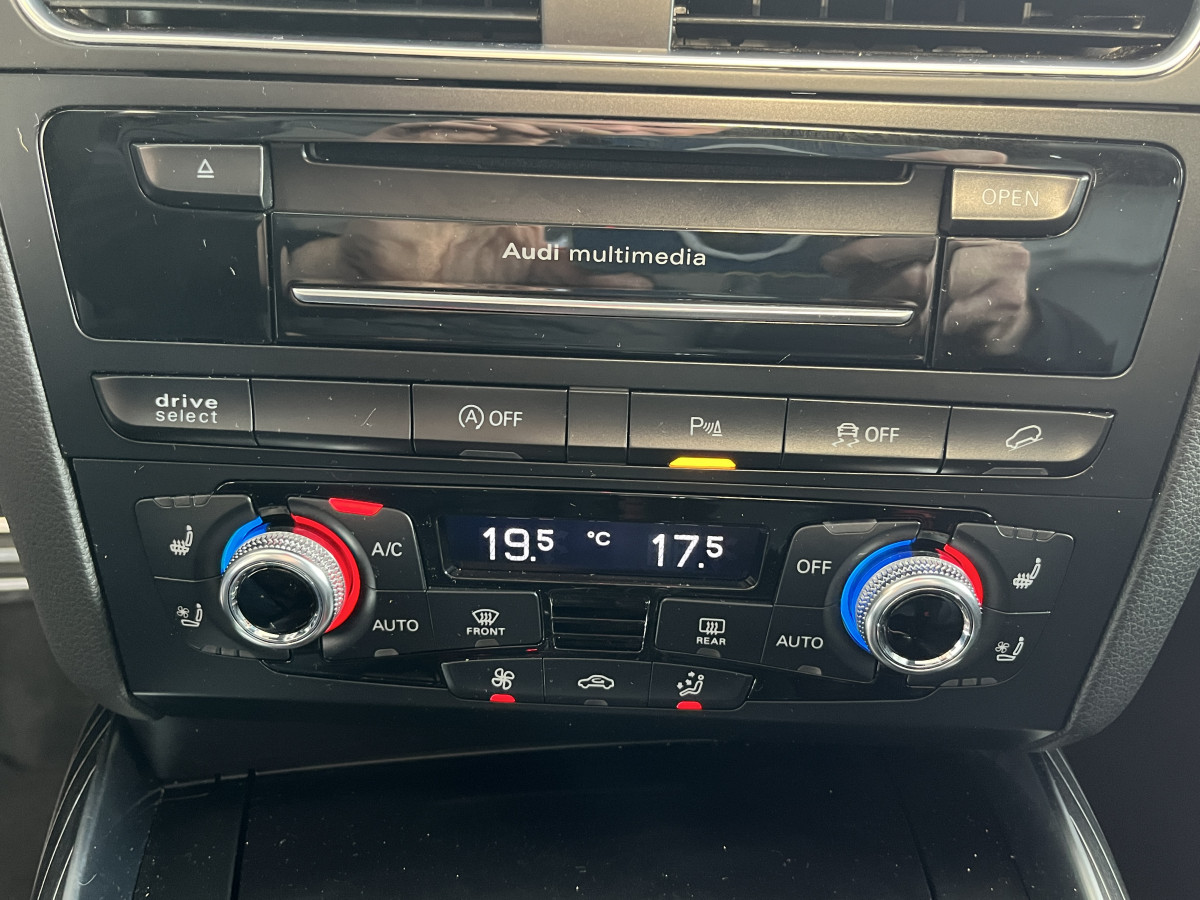 OPEN
Audi multimedia
drive
select
A OFF
P
OFF
A/C
19.5 °C 17.5
OFF
AUTO
FRONT
REAR
AUTO